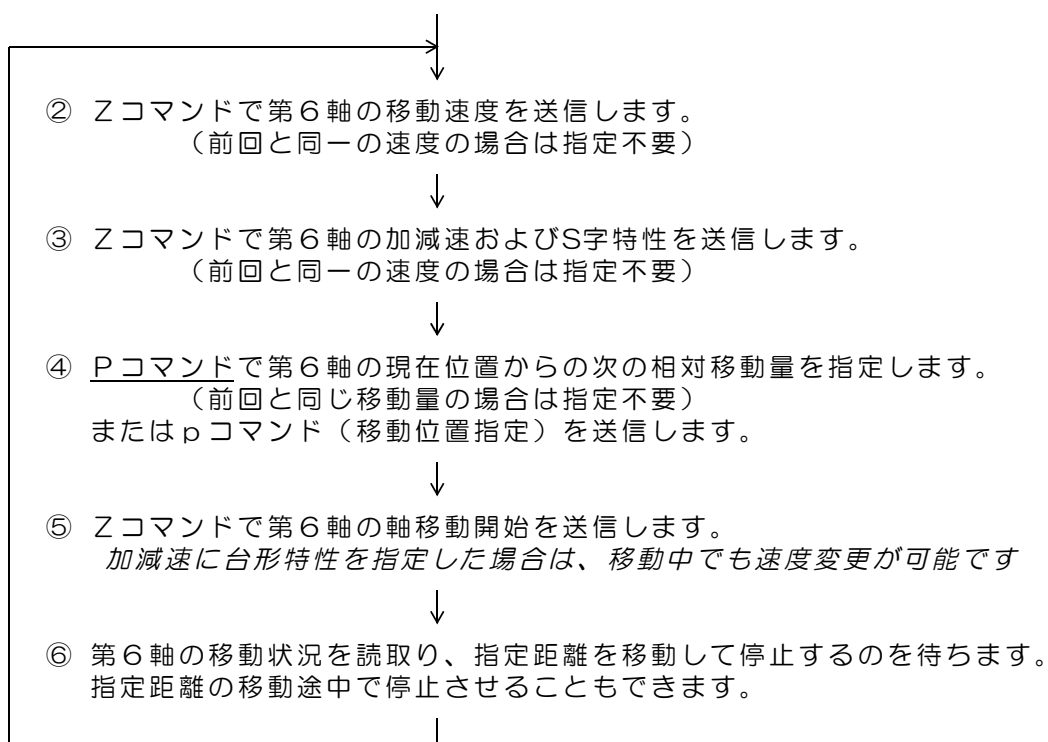 ② Ｚコマンドで第６軸の移動速度を送信します。
（前回と同一の速度の場合は指定不要）
③ Ｚコマンドで第６軸の加減速およびS字特性を送信します。
（前回と同一の速度の場合は指定不要）
④ Ｐコマンドで第６軸の現在位置からの次の相対移動量を指定します。
（前回と同じ移動量の場合は指定不要）
またはｐコマンド（移動位置指定）を送信します。
⑤ Ｚコマンドで第６軸の軸移動開始を送信します。
加減速に台形特性を指定した場合は、移動中でも速度変更が可能です
⑥ 第６軸の移動状況を読取り、指定距離を移動して停止するのを待ちます。
指定距離の移動途中で停止させることもできます。